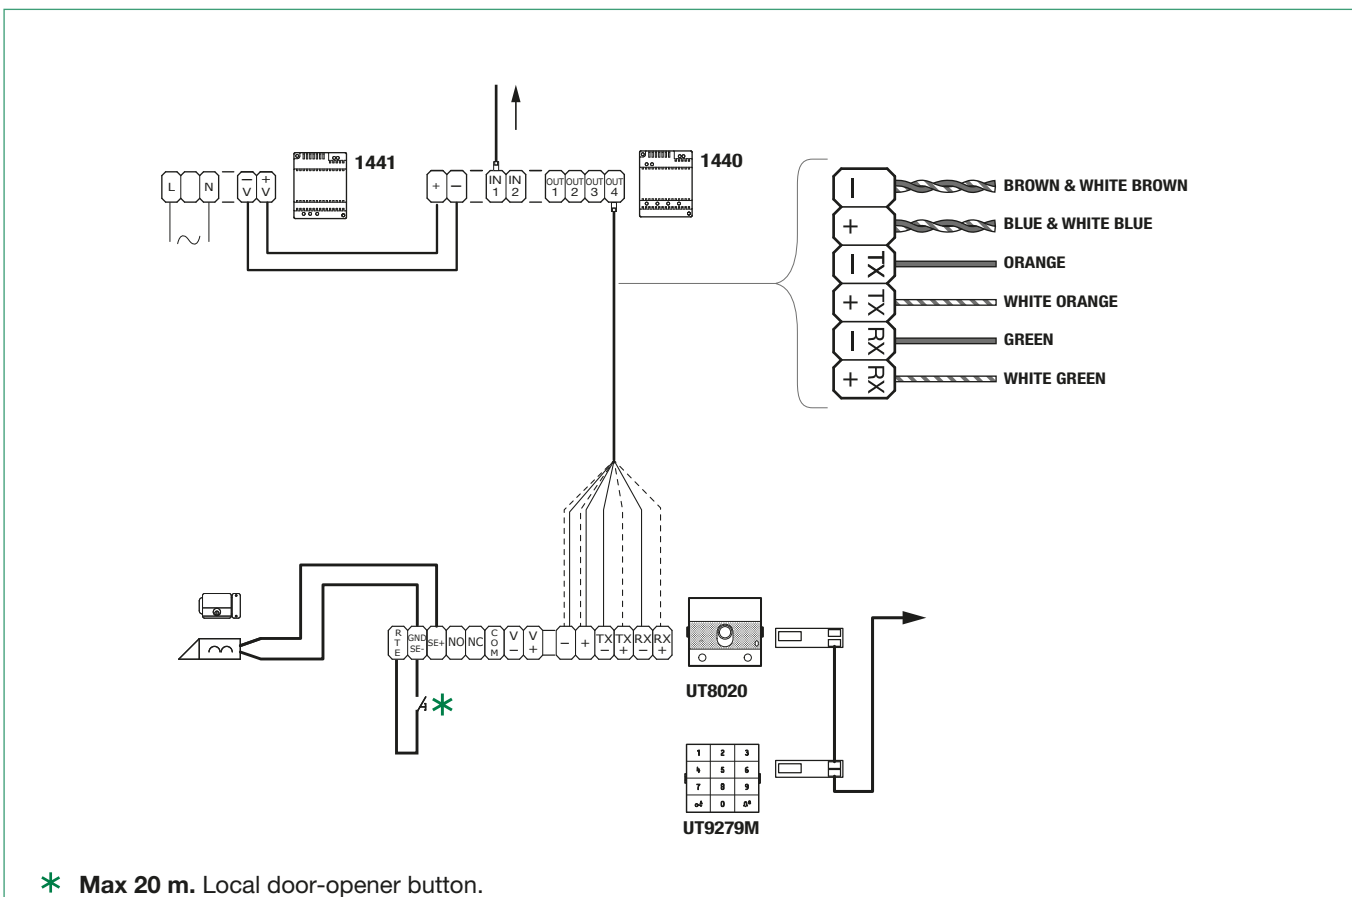 1441
1440
L N − V + V
+ − IN 1 IN 2 OUT 1 OUT 2 OUT 3 OUT 4
− BROWN & WHITE BROWN
+ BLUE & WHITE BLUE
− TX ORANGE
+ TX WHITE ORANGE
− RX GREEN
+ RX WHITE GREEN
RTE GND SE- SE+ NO NC COM V − V + − + TX − TX + RX − RX +
UT8020
1 2 3
4 5 6
7 8 9
0
UT9279M
* Max 20 m. Local door-opener button.